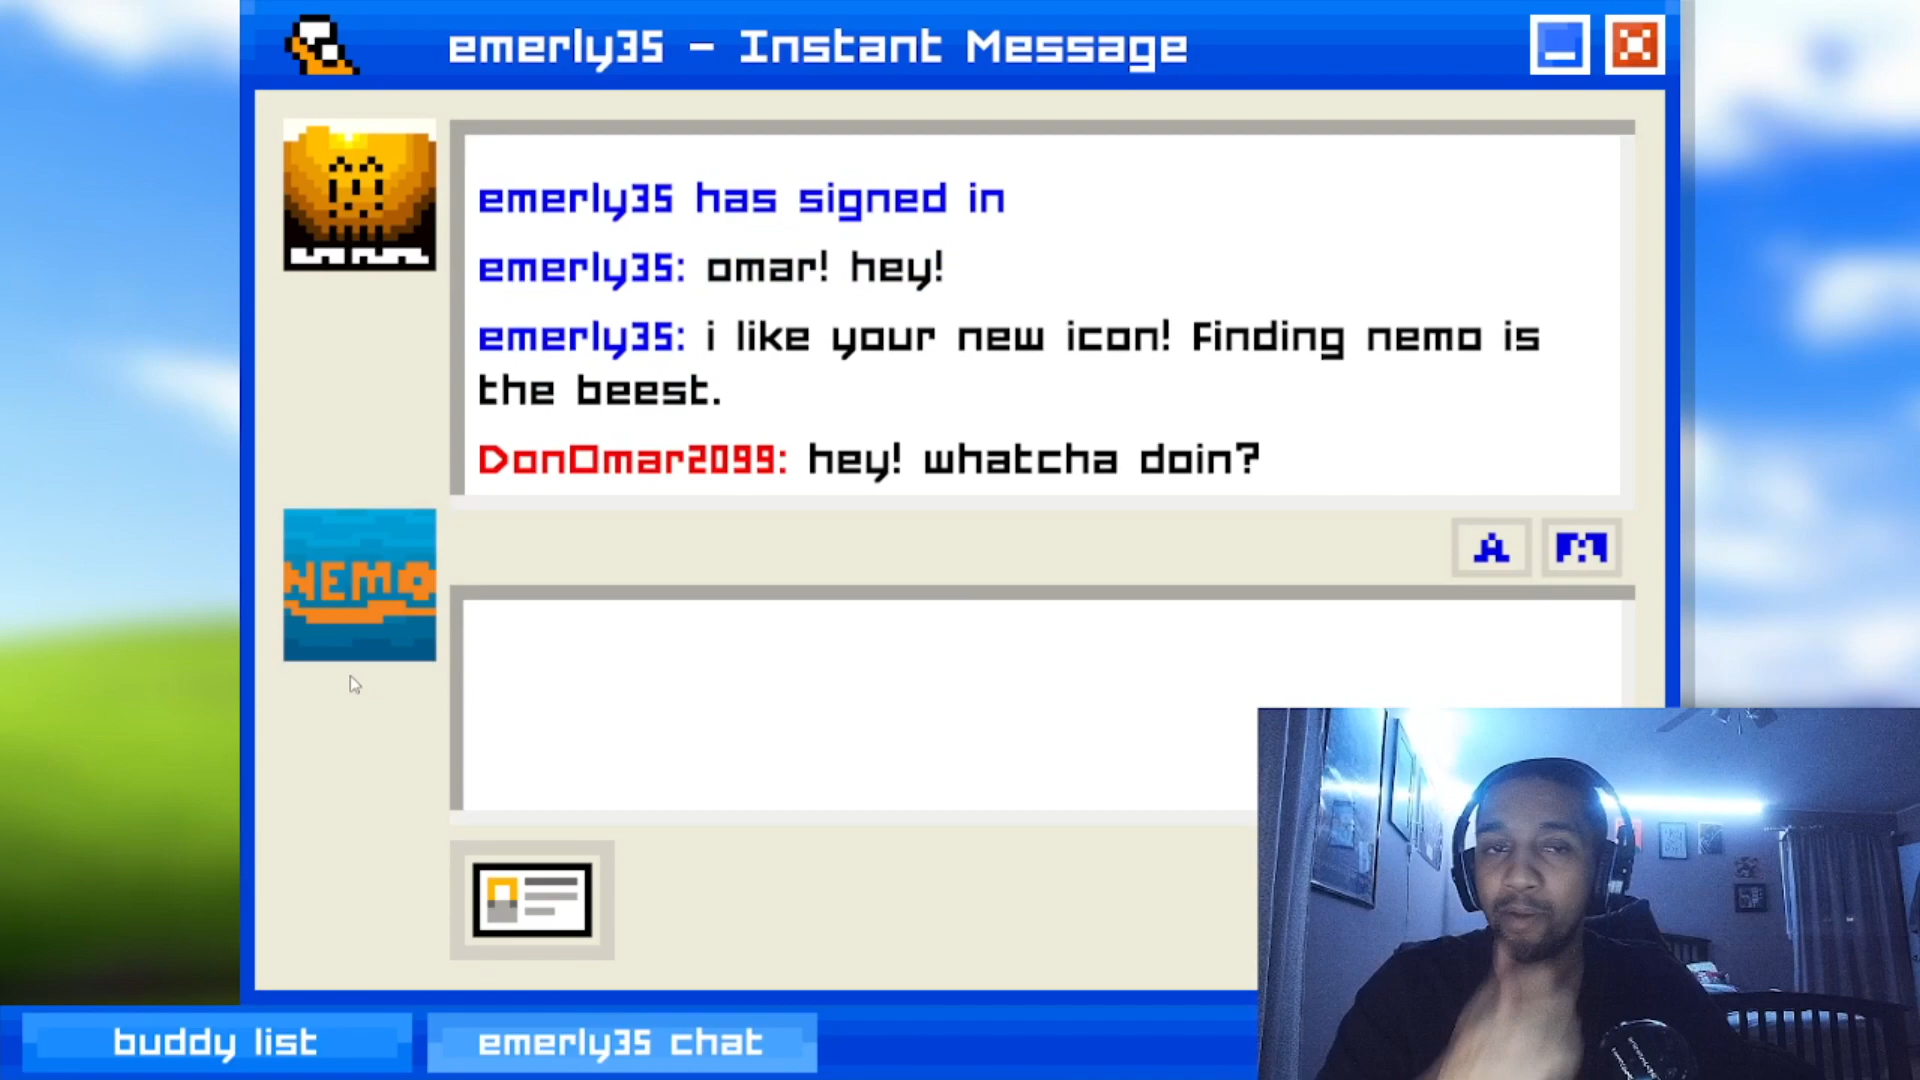 emerly35 - Instant Message
emerly35 has signed in
emerly35: omar! hey!
emerly35: i like your new icon! Finding nemo is
the beest.
DonOmar2099: hey! whatcha doin?
NEMO
A
buddy list
emerly35 chat